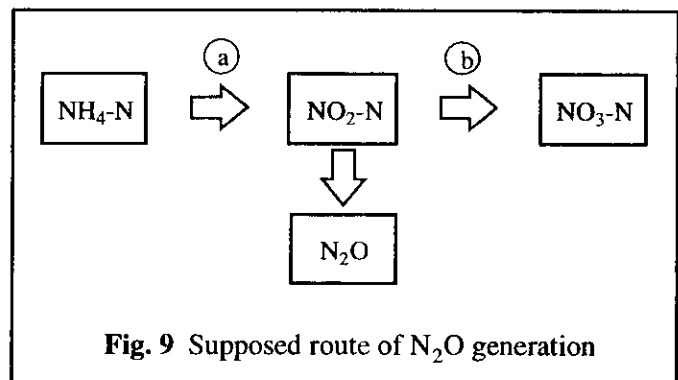 a b
NH₄-N NO₂-N NO₃-N
N₂O
Fig. 9 Supposed route of N₂O generation